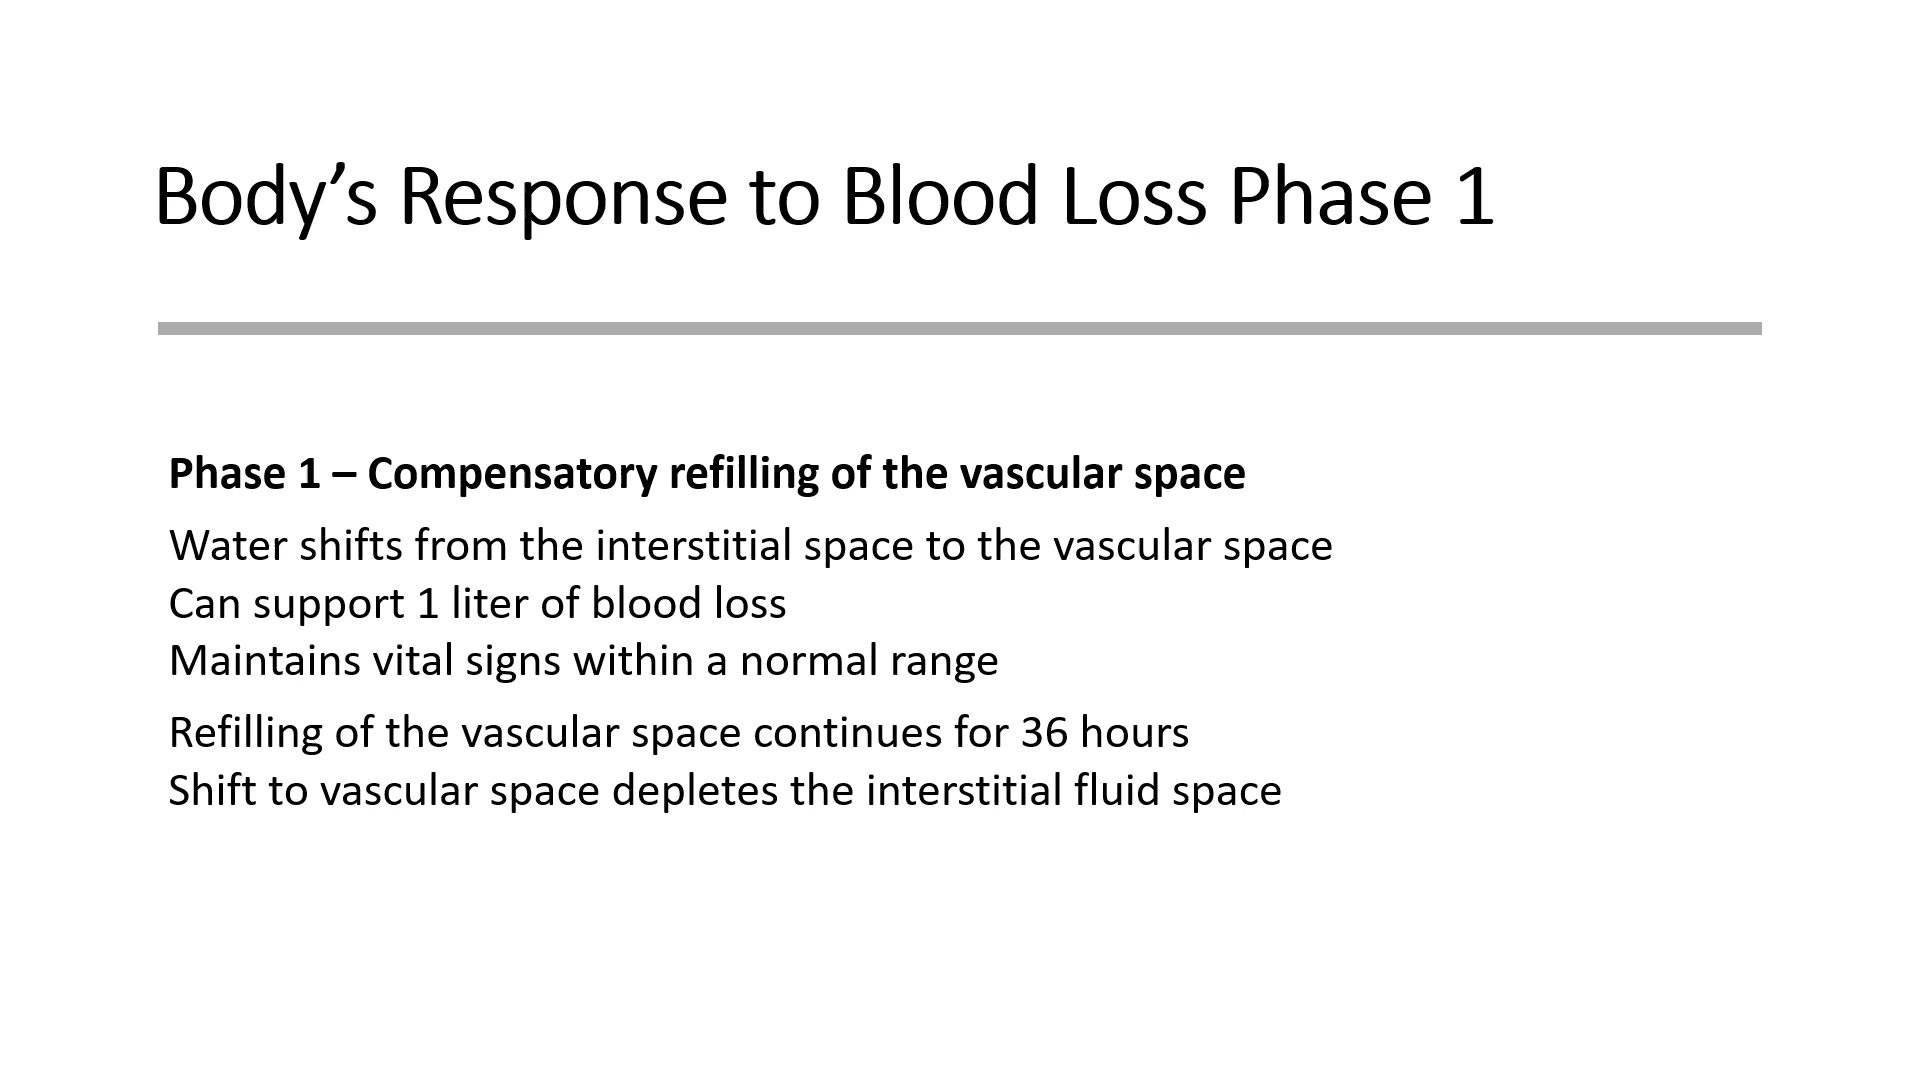 Body’s Response to Blood Loss Phase 1
Phase 1 – Compensatory refilling of the vascular space
Water shifts from the interstitial space to the vascular space
Can support 1 liter of blood loss
Maintains vital signs within a normal range
Refilling of the vascular space continues for 36 hours
Shift to vascular space depletes the interstitial fluid space